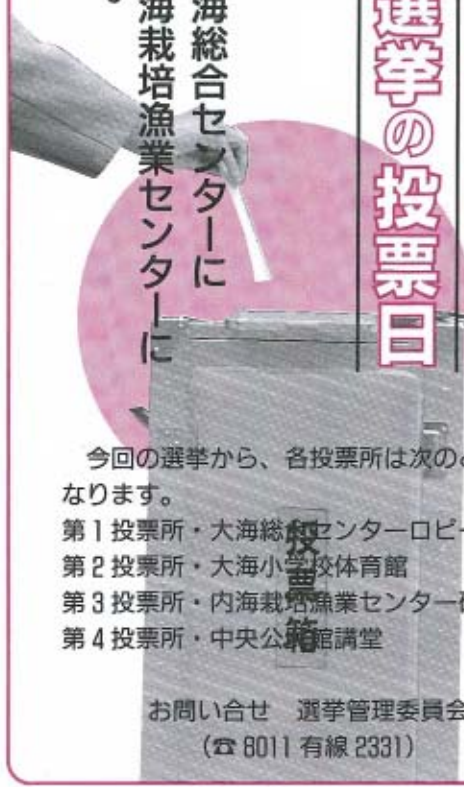 選挙の投票日
海総合センターに
海栽培漁業センターに
。
今回の選挙から、各投票所は次の
なります。
第1投票所・大海総合センターロビー
第2投票所・大海小学校体育館
第3投票所・内海栽培漁業センター
第4投票所・中央公民館講堂
投票箱
お問い合せ 選挙管理委員会
(☎8011 有線2331)